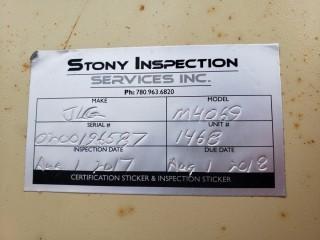 STONY INSPECTION
SERVICES INC.
Ph: 780.963.6820
MAKE MODEL
JLG M4069
SERIAL # UNIT #
0200196587 1468
INSPECTION DATE DUE DATE
Aug 1 2017 Aug 1 2018
CERTIFICATION STICKER & INSPECTION STICKER